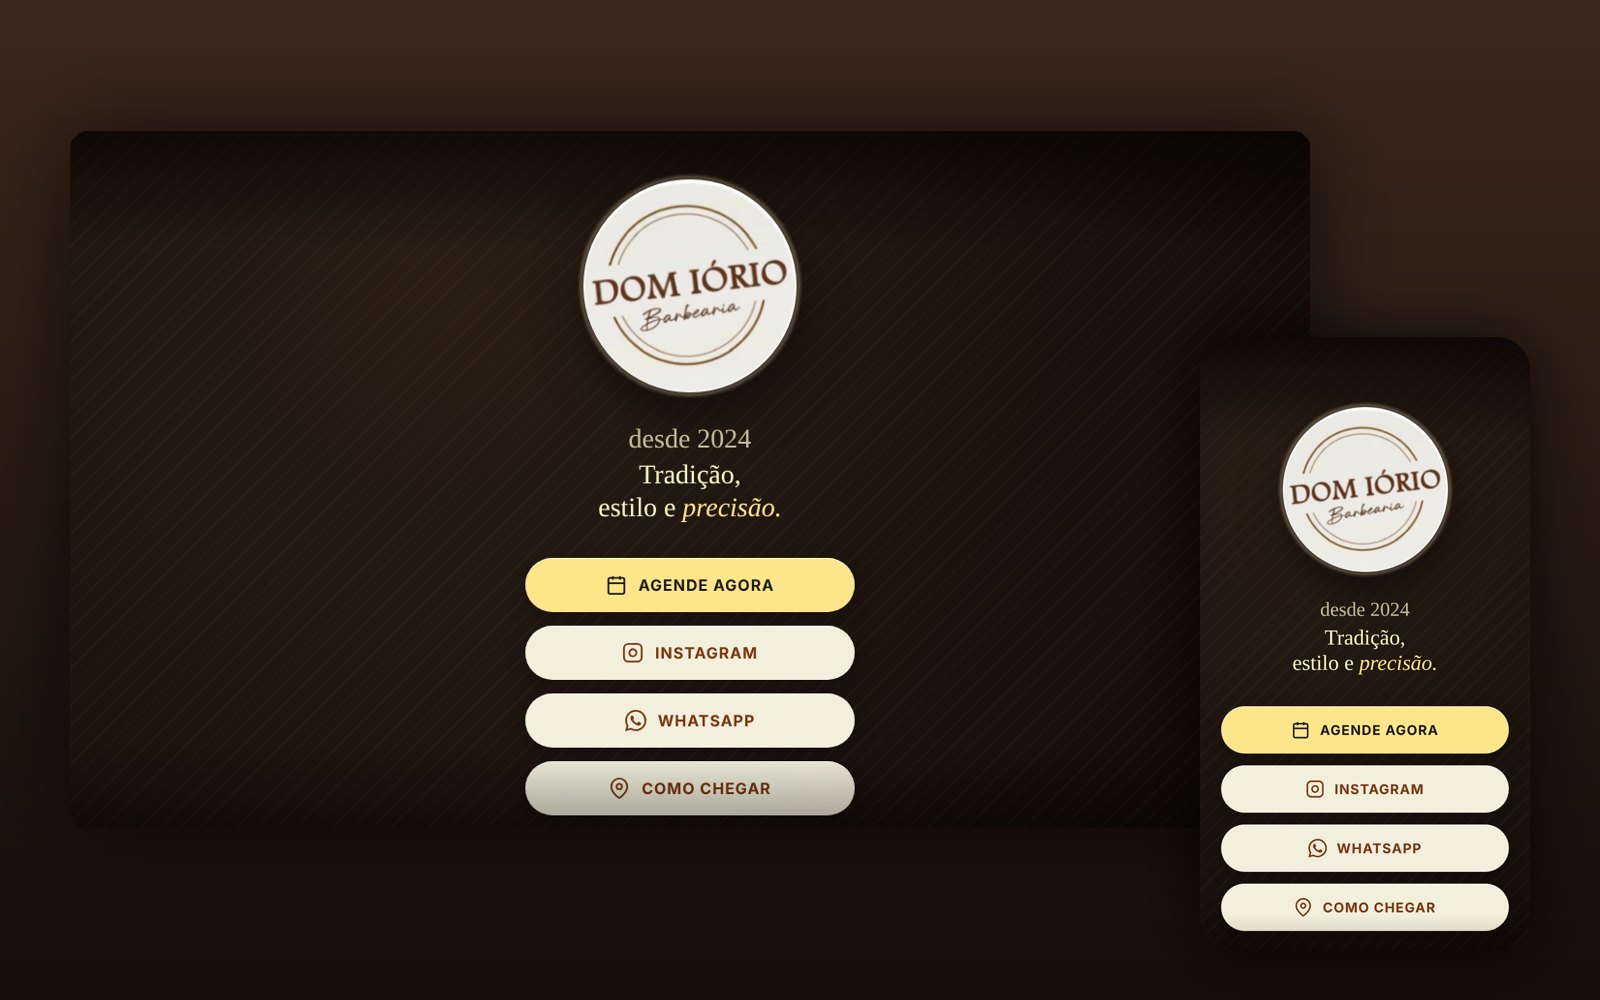 DOM IÓRIO
Barbearia
desde 2024
Tradição,
estilo e precisão.
AGENDE AGORA
INSTAGRAM
WHATSAPP
COMO CHEGAR
DOM IÓRIO
Barbearia
desde 2024
Tradição,
estilo e precisão.
AGENDE AGORA
INSTAGRAM
WHATSAPP
COMO CHEGAR